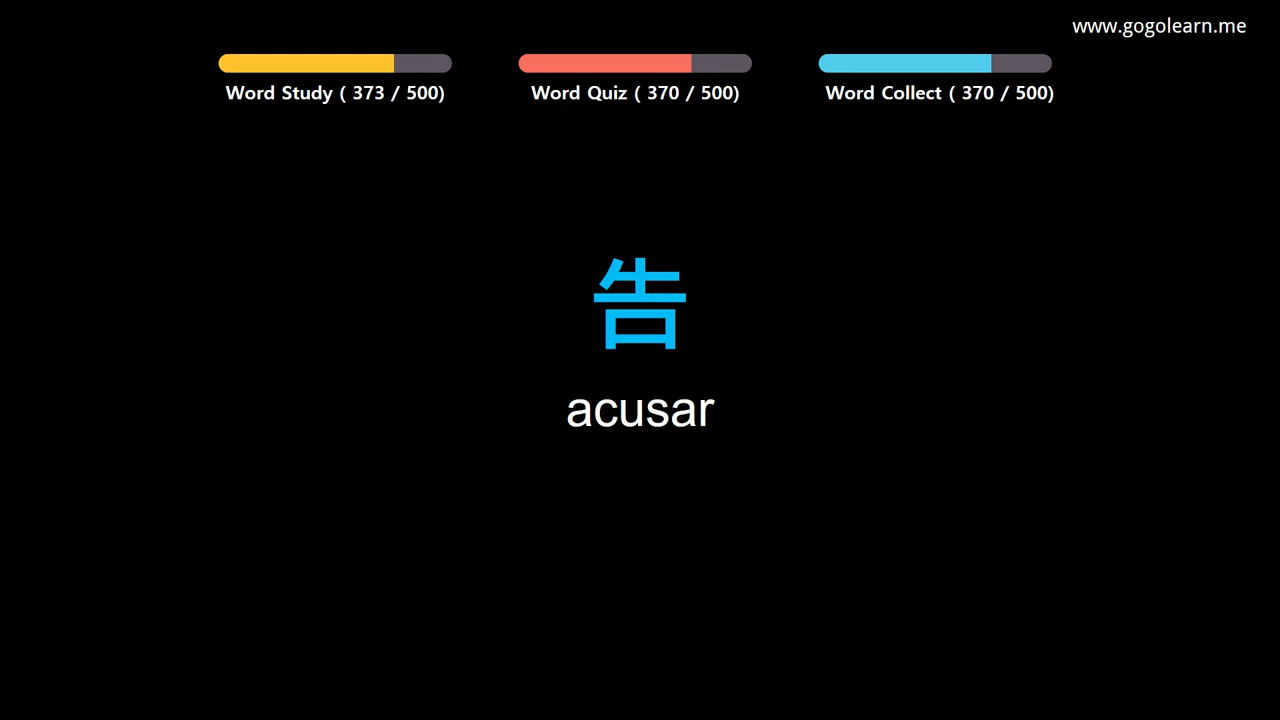 www.gogolearn.me
Word Study ( 373 / 500)
Word Quiz ( 370 / 500)
Word Collect ( 370 / 500)
告
acusar